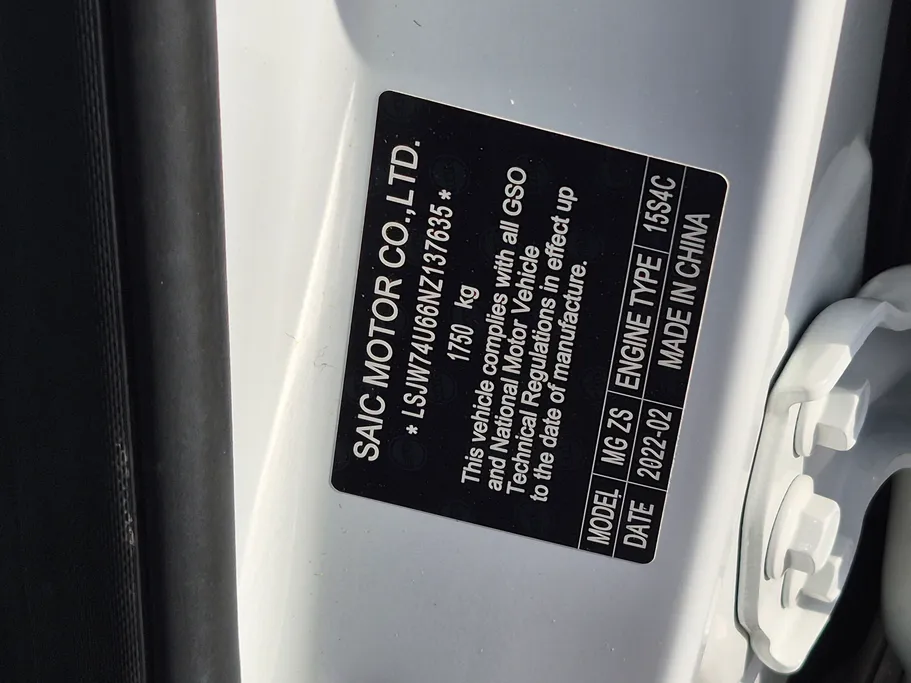 SAIC MOTOR CO.,LTD.
* LSJW74U66NZ137635 *
1750 kg
This vehicle complies with all GSO
and National Motor Vehicle
Technical Regulations in effect up
to the date of manufacture.
MODEL MG ZS ENGINE TYPE 15S4C
DATE 2022-02 MADE IN CHINA